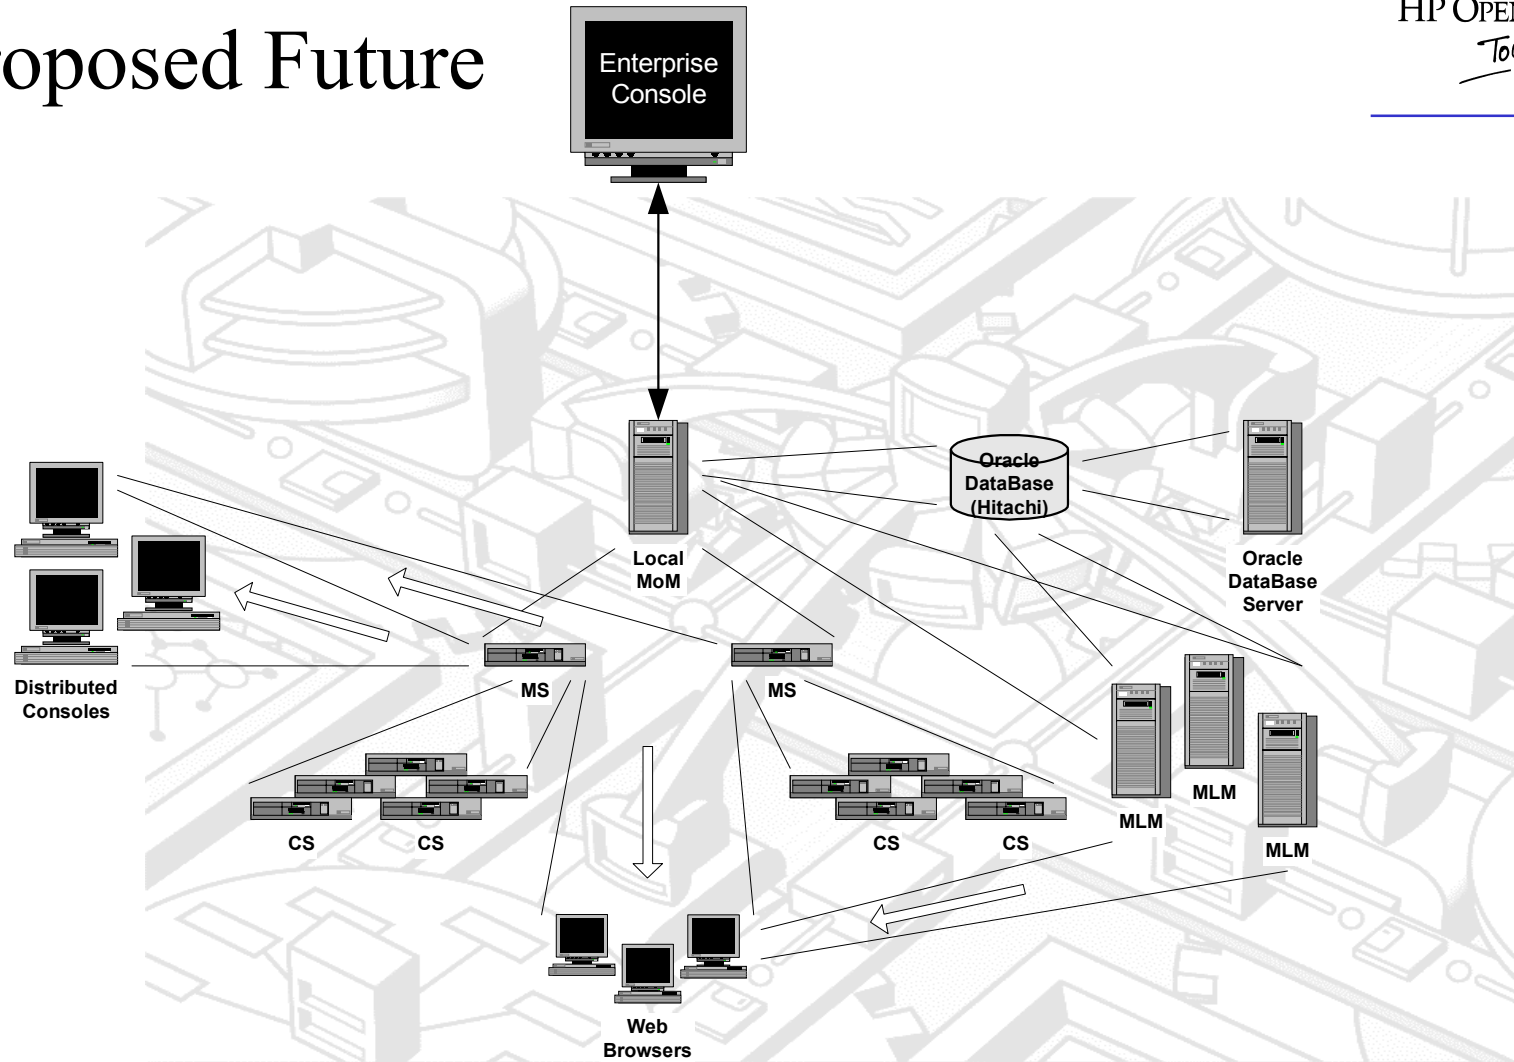 roposed Future
HP OPEN
Enterprise
Console
Oracle
DataBase
(Hitachi)
Local
MoM
Oracle
DataBase
Server
Distributed
Consoles
MS
MS
MLM
MLM
MLM
CS
CS
CS
CS
Web
Browsers